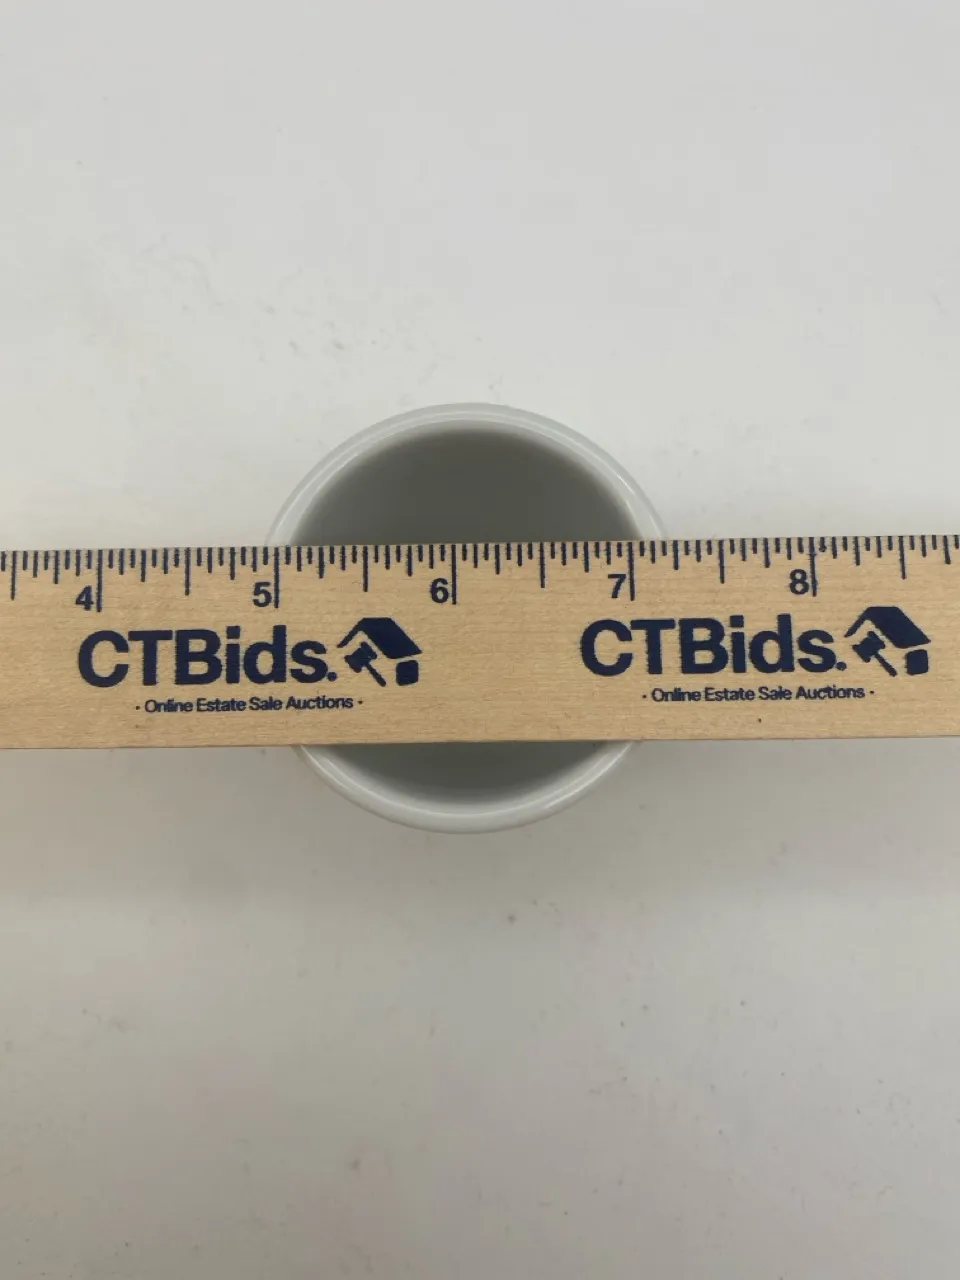 4 5 6 7 8
CTBids. CTBids.
· Online Estate Sale Auctions · · Online Estate Sale Auctions ·